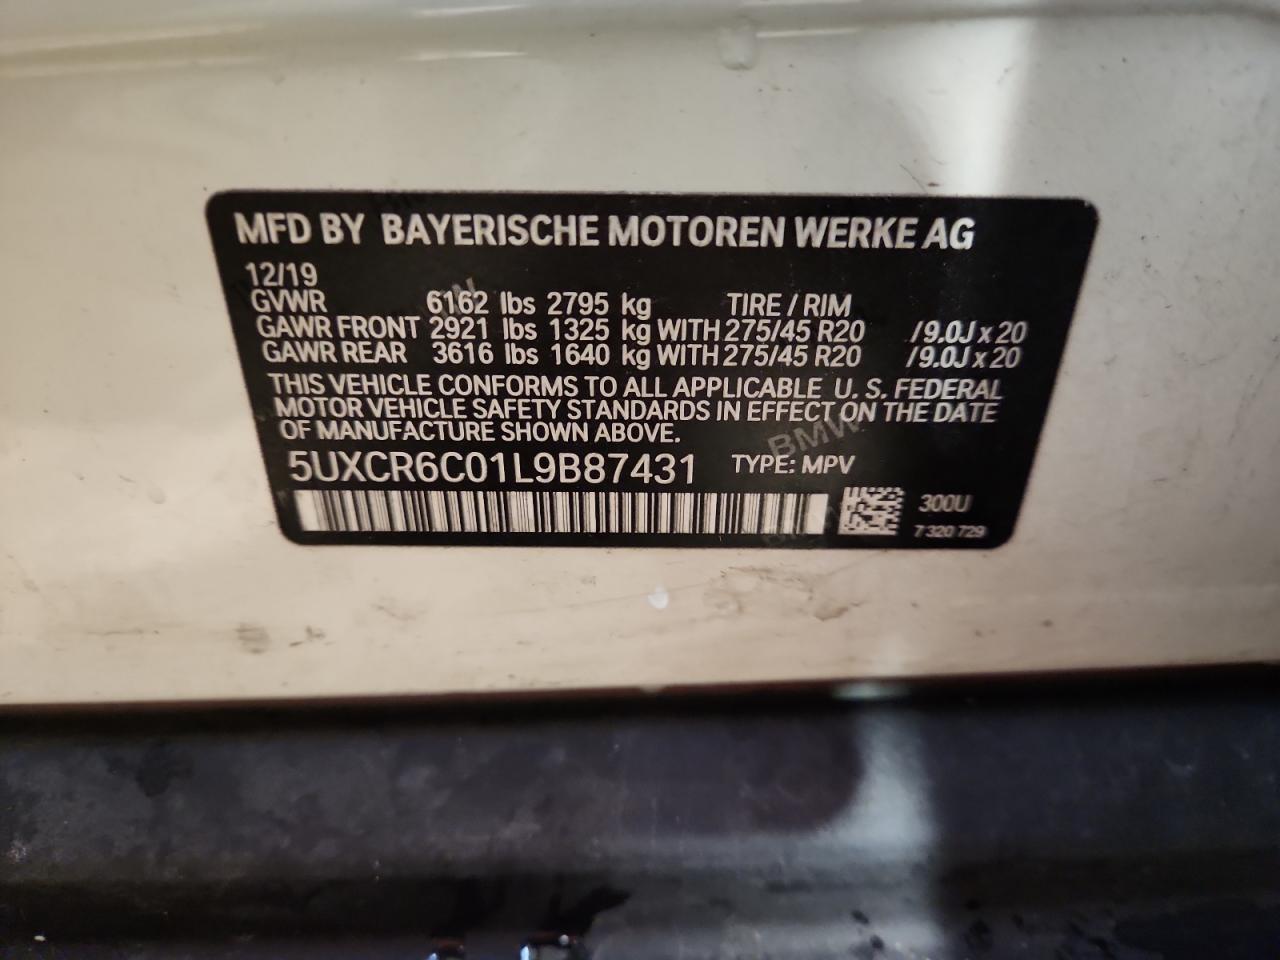 MFD BY BAYERISCHE MOTOREN WERKE AG
12/19
GVWR 6162 lbs 2795 kg TIRE / RIM
GAWR FRONT 2921 lbs 1325 kg WITH 275/45 R20 /9.0J x 20
GAWR REAR 3616 lbs 1640 kg WITH 275/45 R20 /9.0J x 20
THIS VEHICLE CONFORMS TO ALL APPLICABLE U. S. FEDERAL
MOTOR VEHICLE SAFETY STANDARDS IN EFFECT ON THE DATE
OF MANUFACTURE SHOWN ABOVE.
BMW
5UXCR6C01L9B87431 TYPE: MPV
300U
7 320 729